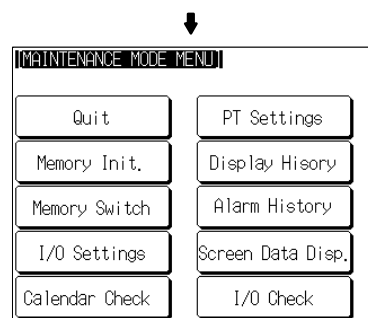 [MAINTENANCE MODE MENU]
Quit
PT Settings
Memory Init.
Display Hisory
Memory Switch
Alarm History
I/O Settings
Screen Data Disp.
Calendar Check
I/O Check